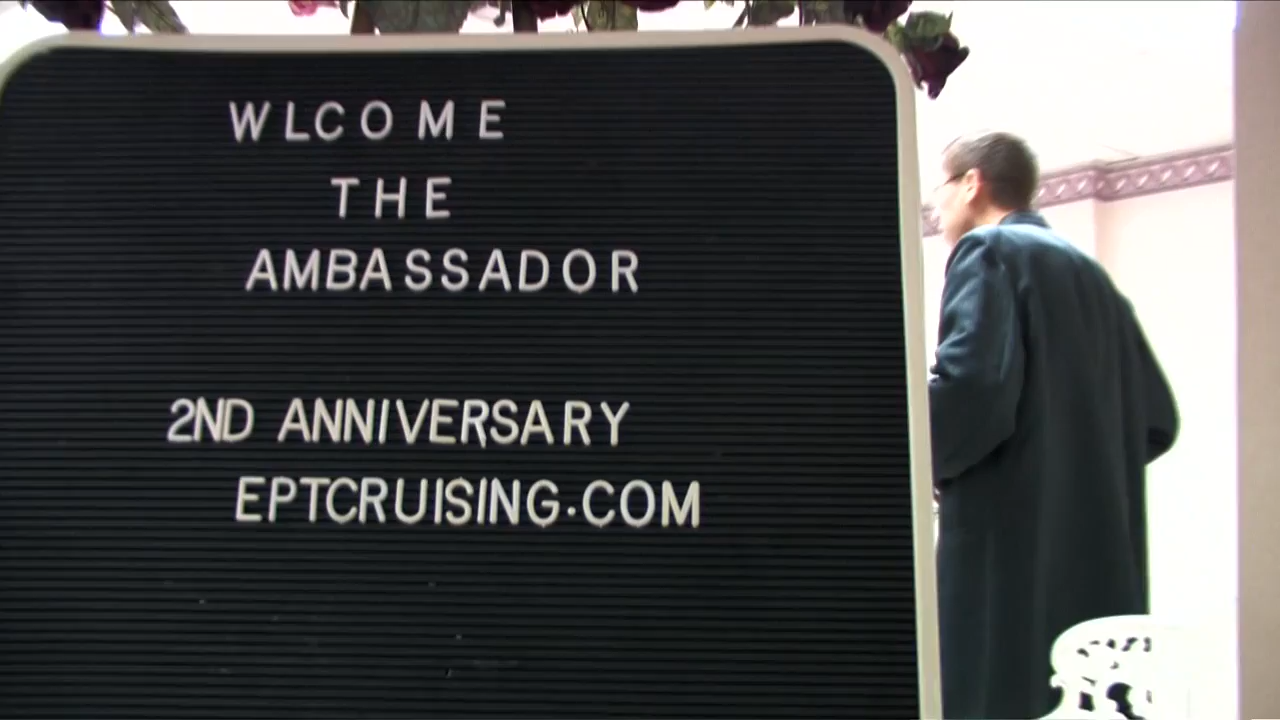 WLCOME
THE
AMBASSADOR
2ND ANNIVERSARY
EPTCRUISING.COM